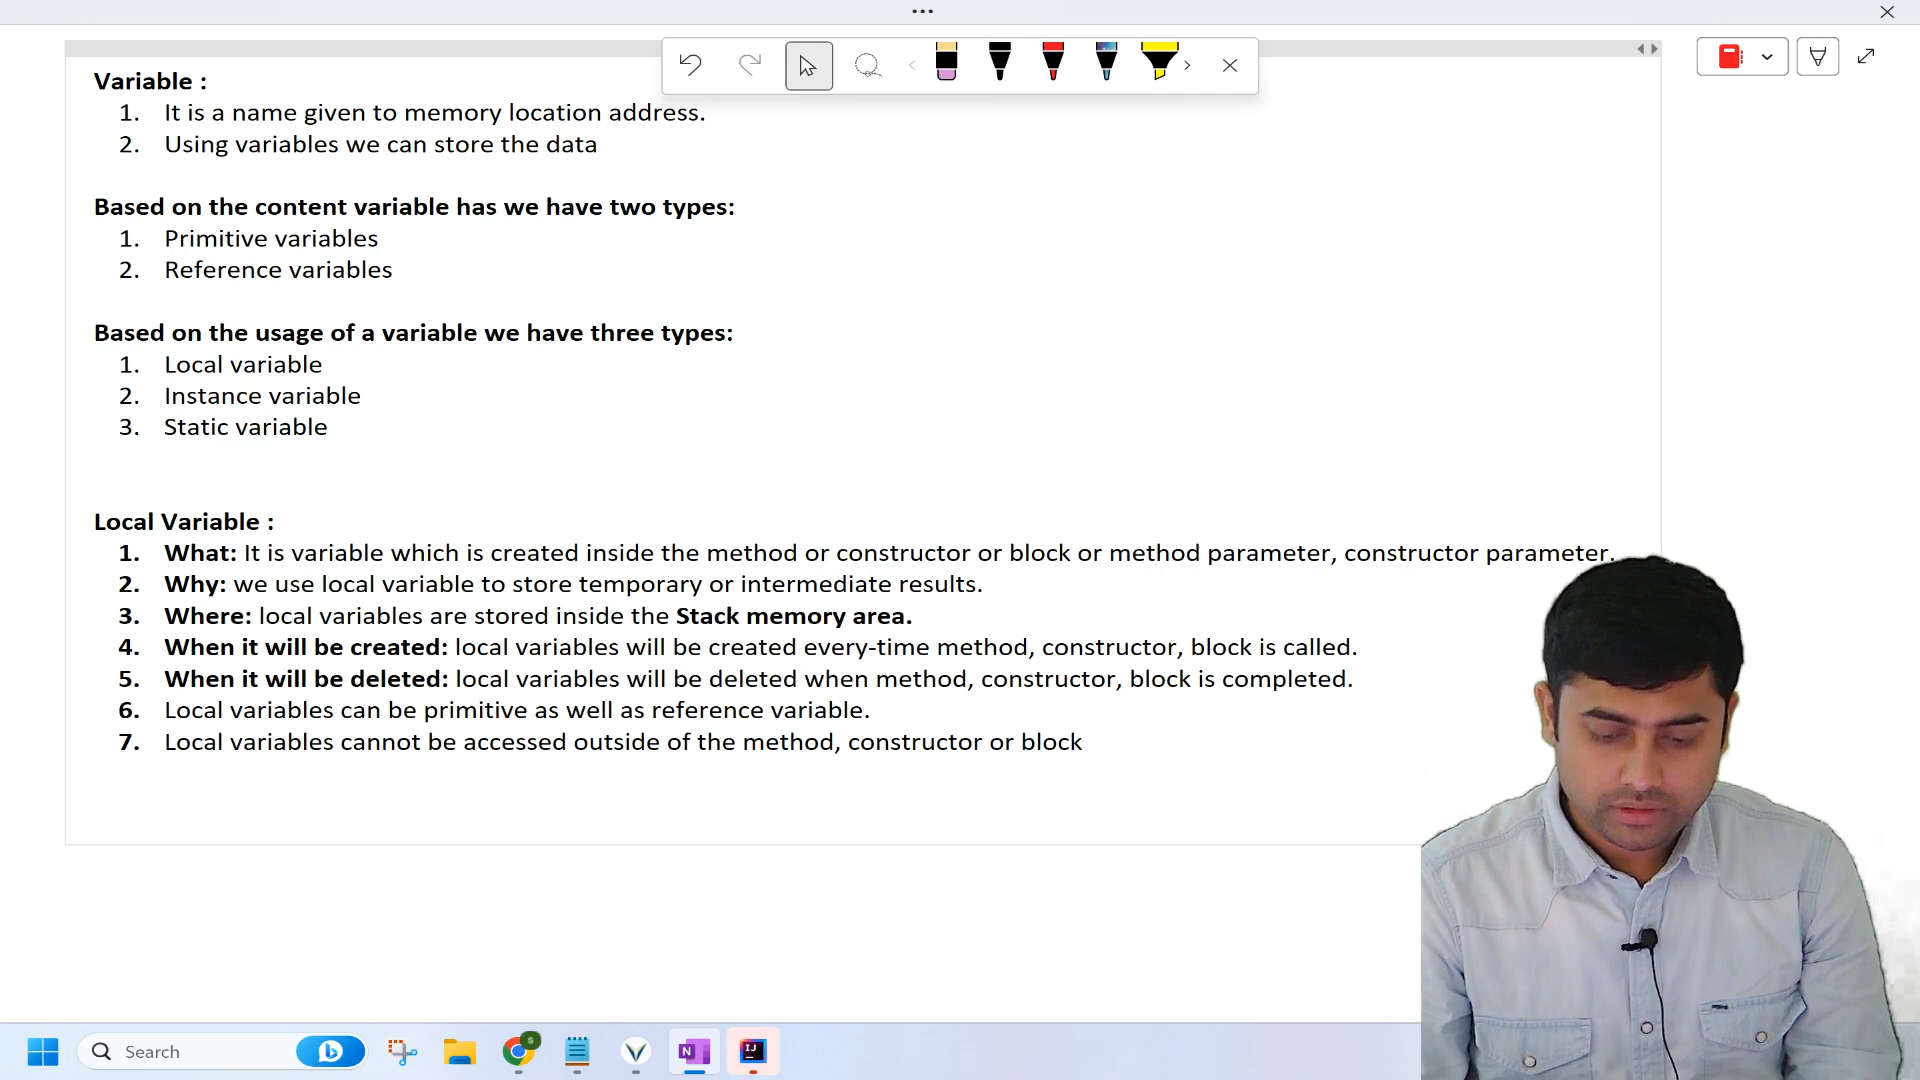 Variable :
1. It is a name given to memory location address.
2. Using variables we can store the data
Based on the content variable has we have two types:
1. Primitive variables
2. Reference variables
Based on the usage of a variable we have three types:
1. Local variable
2. Instance variable
3. Static variable
Local Variable :
1. What: It is variable which is created inside the method or constructor or block or method parameter, constructor parameter.
2. Why: we use local variable to store temporary or intermediate results.
3. Where: local variables are stored inside the Stack memory area.
4. When it will be created: local variables will be created every-time method, constructor, block is called.
5. When it will be deleted: local variables will be deleted when method, constructor, block is completed.
6. Local variables can be primitive as well as reference variable.
7. Local variables cannot be accessed outside of the method, constructor or block
Search
S
N
IJ